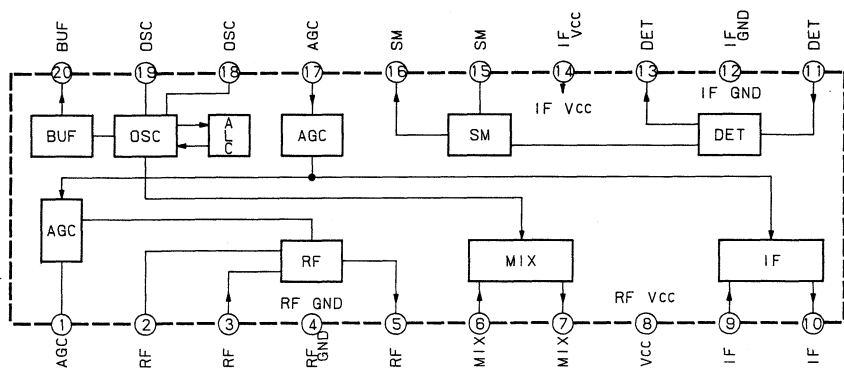 BUF OSC OSC AGC SM SM IF VCC DET IF GND DET
20 19 18 17 16 15 14 13 12 11
IF VCC IF GND
BUF OSC ALC AGC SM DET
AGC
RF MIX IF
RF GND RF VCC
1 2 3 4 5 6 7 8 9 10
AGC RF RF RF GND RF MIX MIX VCC IF IF